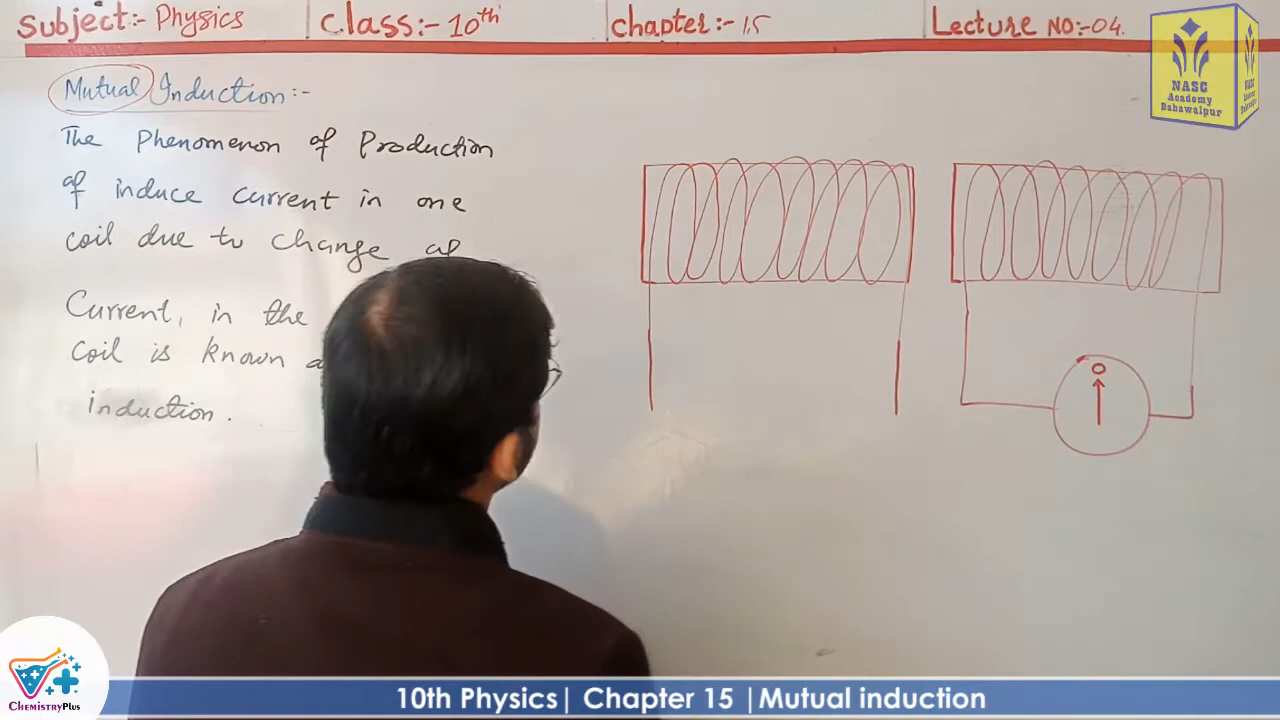 Subject:- Physics
Class:- 10th
chapter:- 15
Lecture NO:-04.
NASC
Academy
Bahawalpur
Mutual Induction:-
The Phenomenon of Production
of induce current in one
coil due to change of
Current, in the
coil is known
induction.
ChemistryPlus
10th Physics| Chapter 15 |Mutual induction